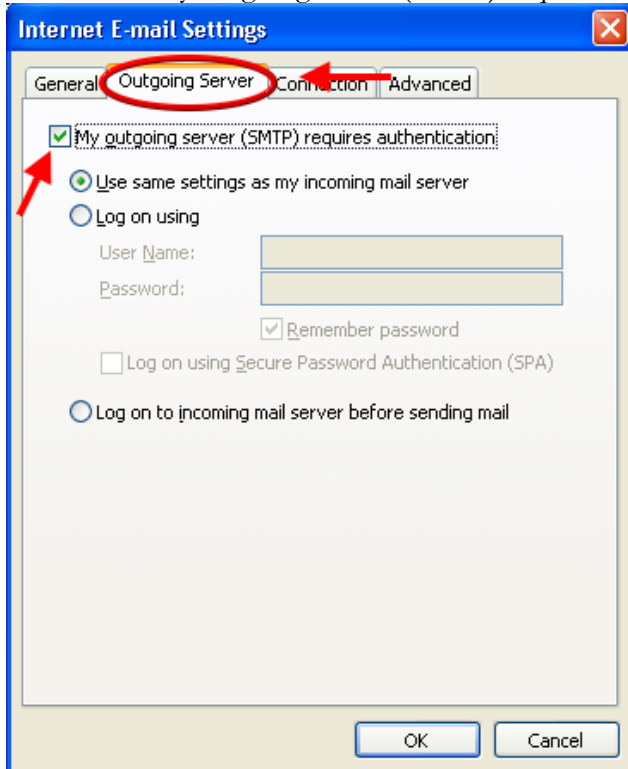 Internet E-mail Settings
General Outgoing Server Connection Advanced
My outgoing server (SMTP) requires authentication
Use same settings as my incoming mail server
Log on using
User Name:
Password:
Remember password
Log on using Secure Password Authentication (SPA)
Log on to incoming mail server before sending mail
OK Cancel